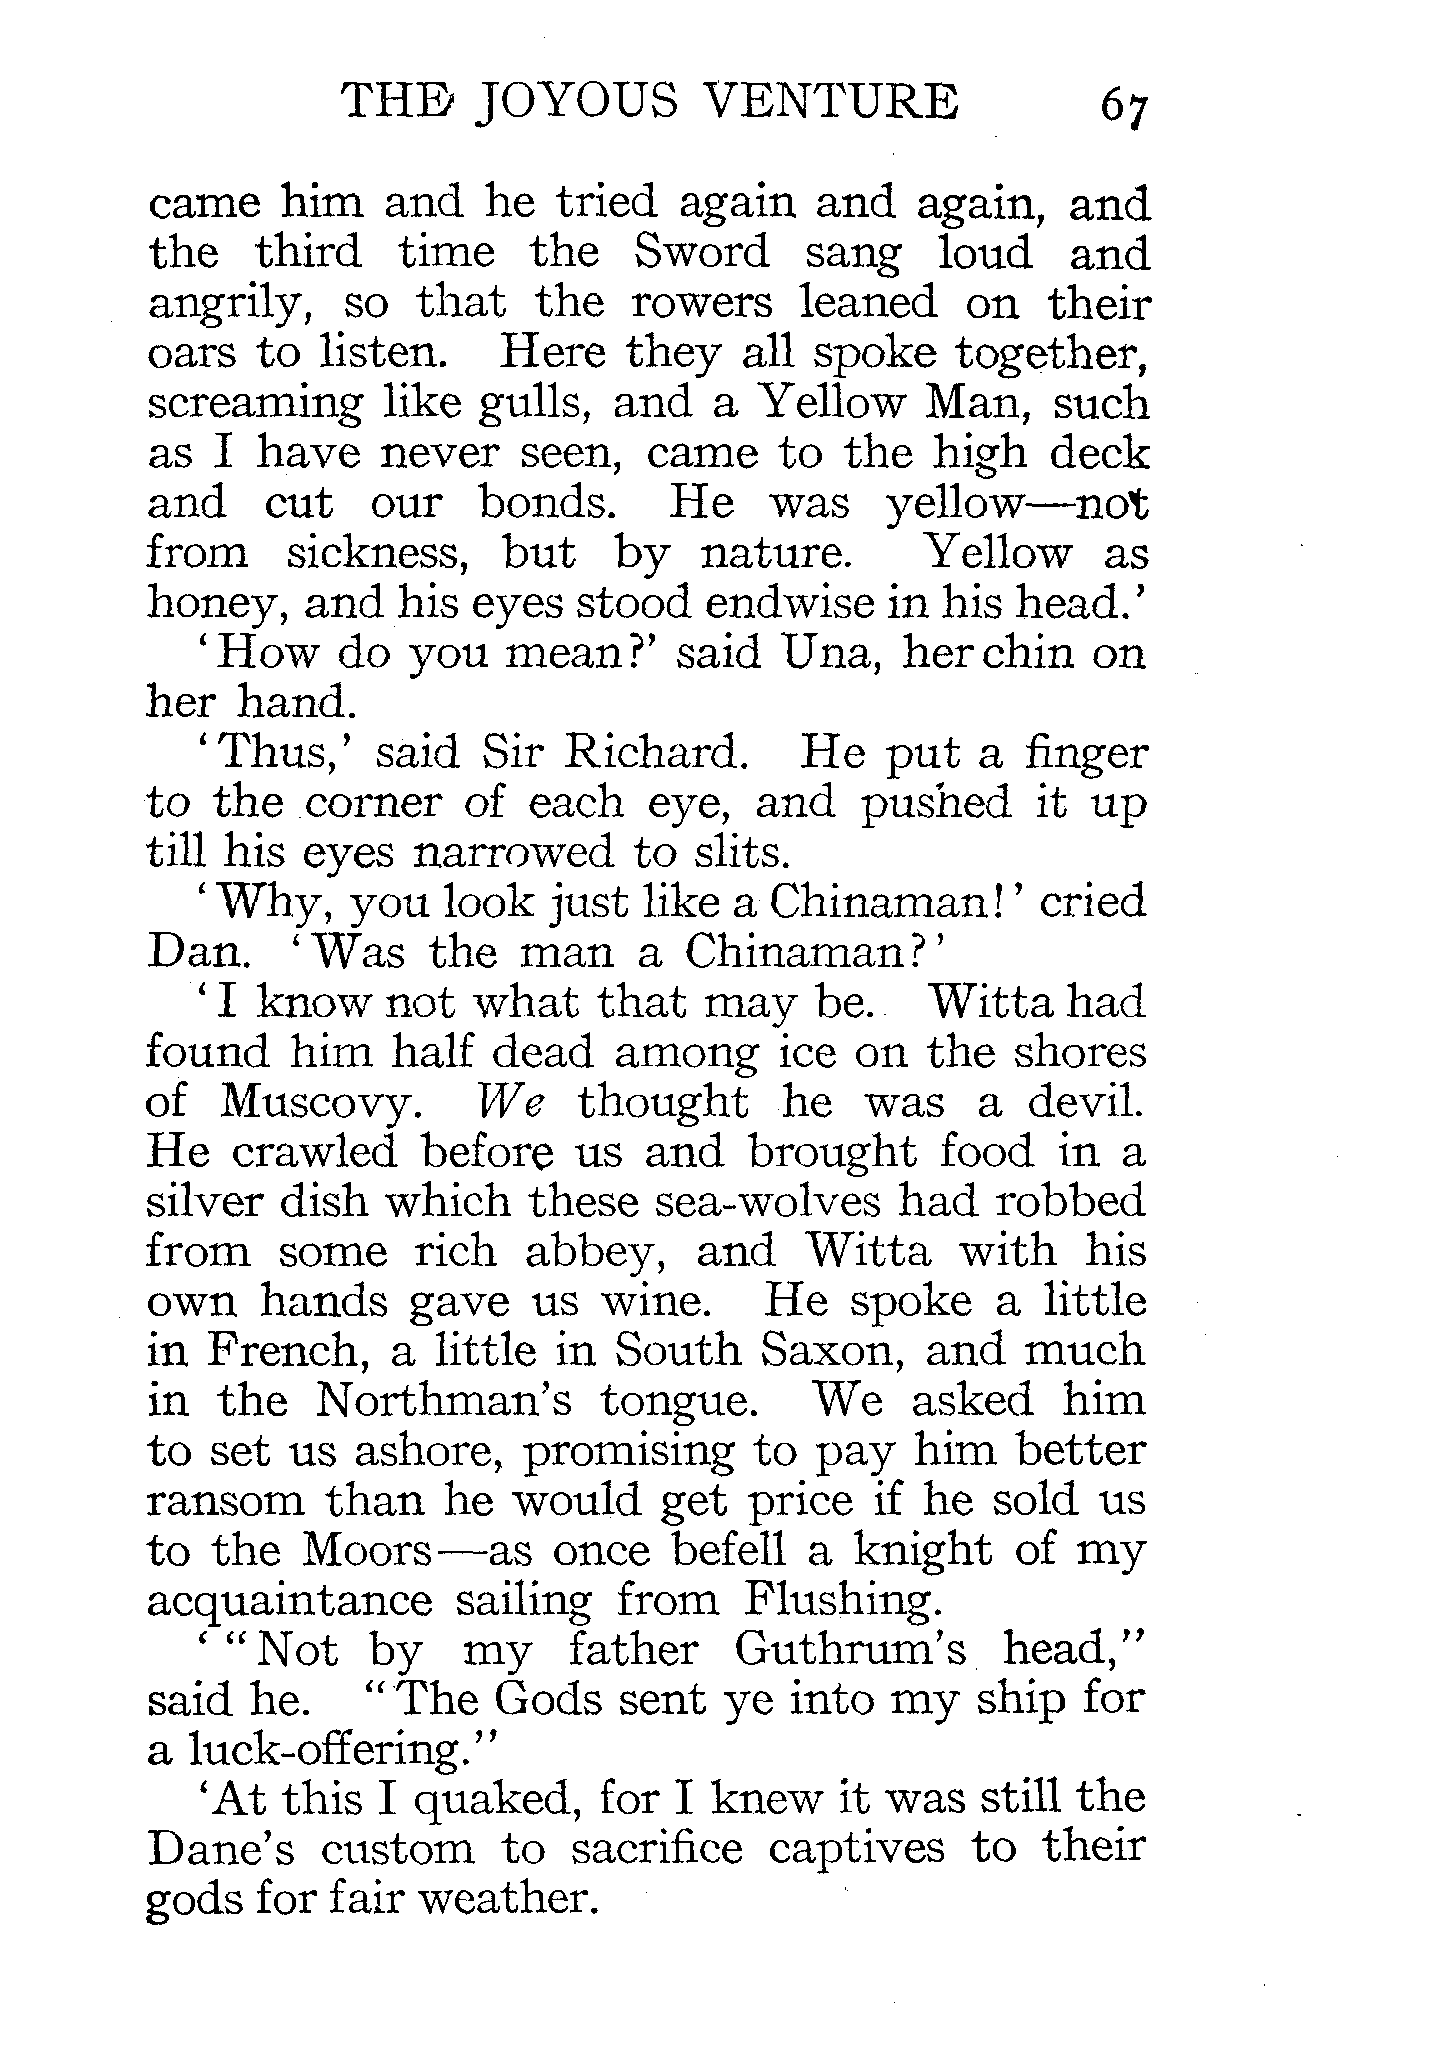 THE JOYOUS VENTURE 67
came him and he tried again and again, and
the third time the Sword sang loud and
angrily, so that the rowers leaned on their
oars to listen. Here they all spoke together,
screaming like gulls, and a Yellow Man, such
as I have never seen, came to the high deck
and cut our bonds. He was yellow—not
from sickness, but by nature. Yellow as
honey, and his eyes stood endwise in his head.’
‘How do you mean?’ said Una, her chin on
her hand.
‘Thus,’ said Sir Richard. He put a finger
to the corner of each eye, and pushed it up
till his eyes narrowed to slits.
‘Why, you look just like a Chinaman!’ cried
Dan. ‘Was the man a Chinaman?’
‘I know not what that may be. Witta had
found him half dead among ice on the shores
of Muscovy. We thought he was a devil.
He crawled before us and brought food in a
silver dish which these sea-wolves had robbed
from some rich abbey, and Witta with his
own hands gave us wine. He spoke a little
in French, a little in South Saxon, and much
in the Northman’s tongue. We asked him
to set us ashore, promising to pay him better
ransom than he would get price if he sold us
to the Moors—as once befell a knight of my
acquaintance sailing from Flushing.
‘“Not by my father Guthrum’s head,”
said he. “The Gods sent ye into my ship for
a luck-offering.”
‘At this I quaked, for I knew it was still the
Dane’s custom to sacrifice captives to their
gods for fair weather.